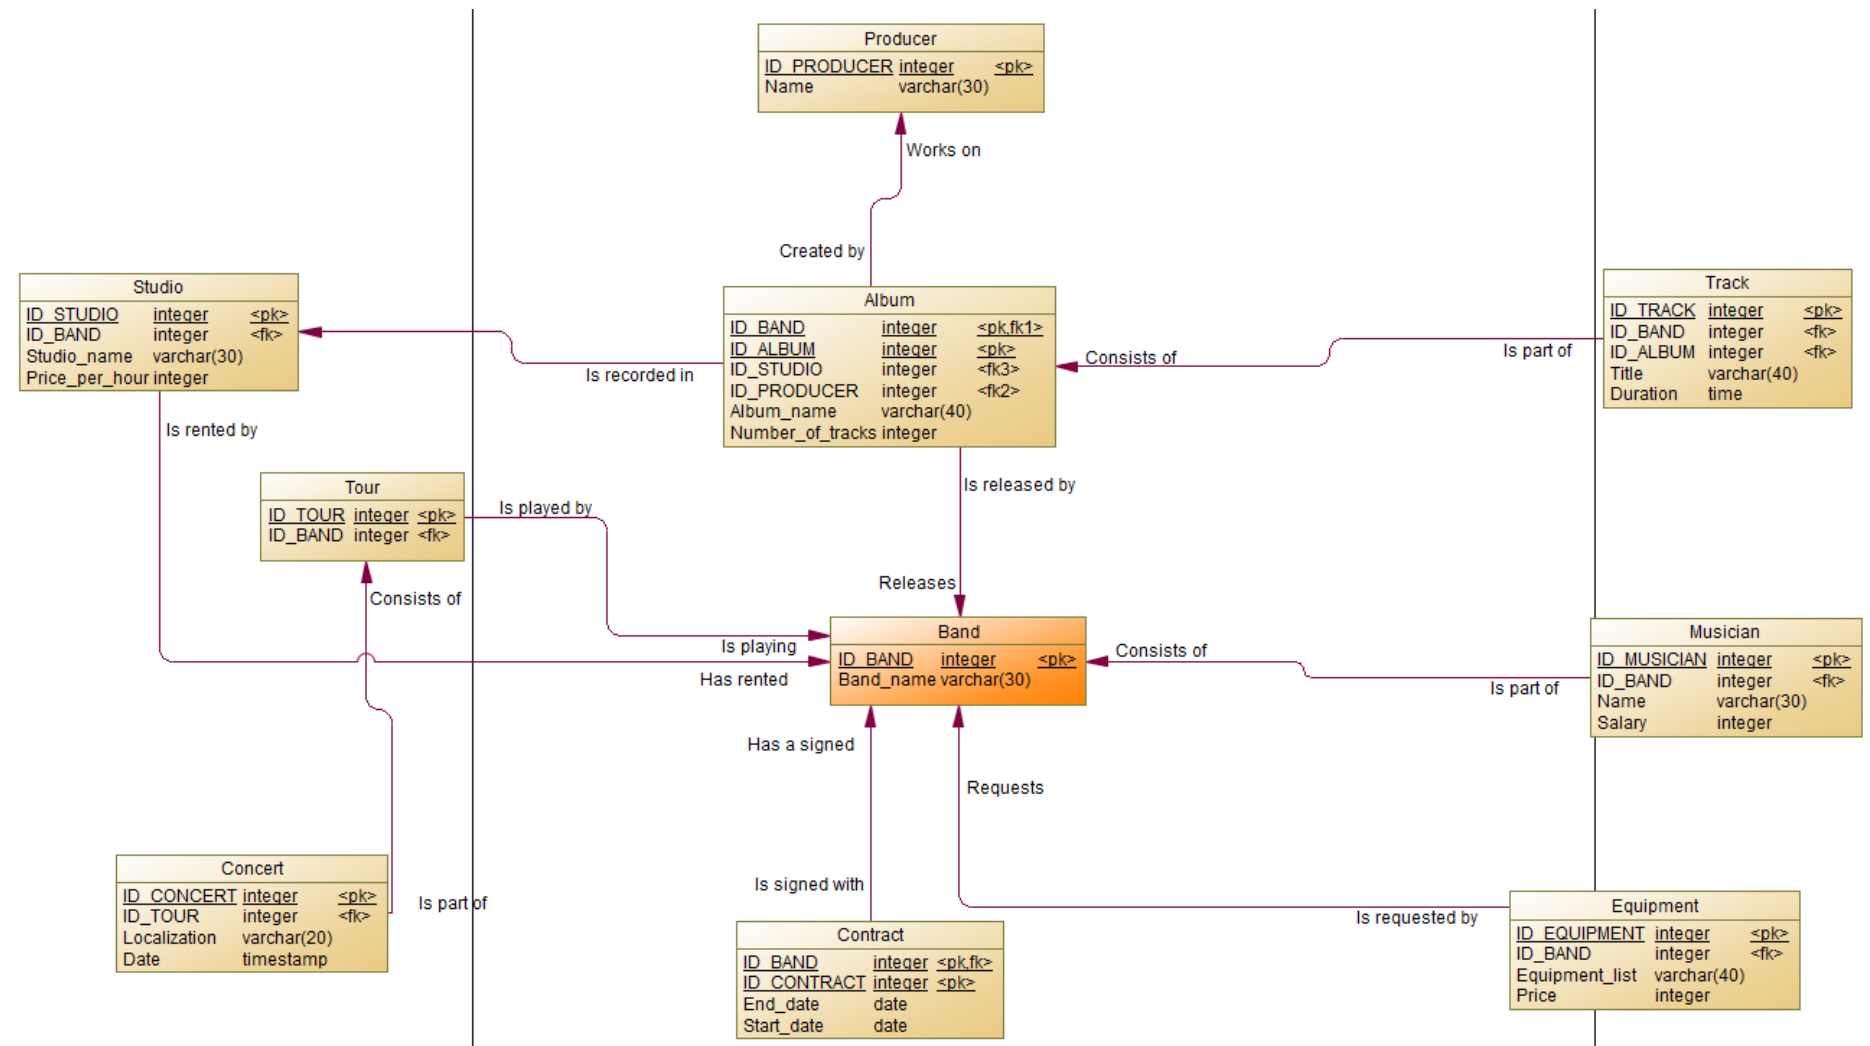 Producer
ID_PRODUCER integer <pk>
Name varchar(30)
Works on
Created by
Studio
ID_STUDIO integer <pk>
ID_BAND integer <fk>
Studio_name varchar(30)
Price_per_hour integer
Album
ID_BAND integer <pk,fk1>
ID_ALBUM integer <pk>
ID_STUDIO integer <fk3>
ID_PRODUCER integer <fk2>
Album_name varchar(40)
Number_of_tracks integer
Track
ID_TRACK integer <pk>
ID_BAND integer <fk>
ID_ALBUM integer <fk>
Title varchar(40)
Duration time
Consists of
Is part of
Is recorded in
Is rented by
Is released by
Tour
ID_TOUR integer <pk>
ID_BAND integer <fk>
Is played by
Consists of
Releases
Is playing
Has rented
Band
ID_BAND integer <pk>
Band_name varchar(30)
Consists of
Is part of
Musician
ID_MUSICIAN integer <pk>
ID_BAND integer <fk>
Name varchar(30)
Salary integer
Has a signed
Requests
Concert
ID_CONCERT integer <pk>
ID_TOUR integer <fk>
Localization varchar(20)
Date timestamp
Is part of
Is signed with
Is requested by
Contract
ID_BAND integer <pk,fk>
ID_CONTRACT integer <pk>
End_date date
Start_date date
Equipment
ID_EQUIPMENT integer <pk>
ID_BAND integer <fk>
Equipment_list varchar(40)
Price integer